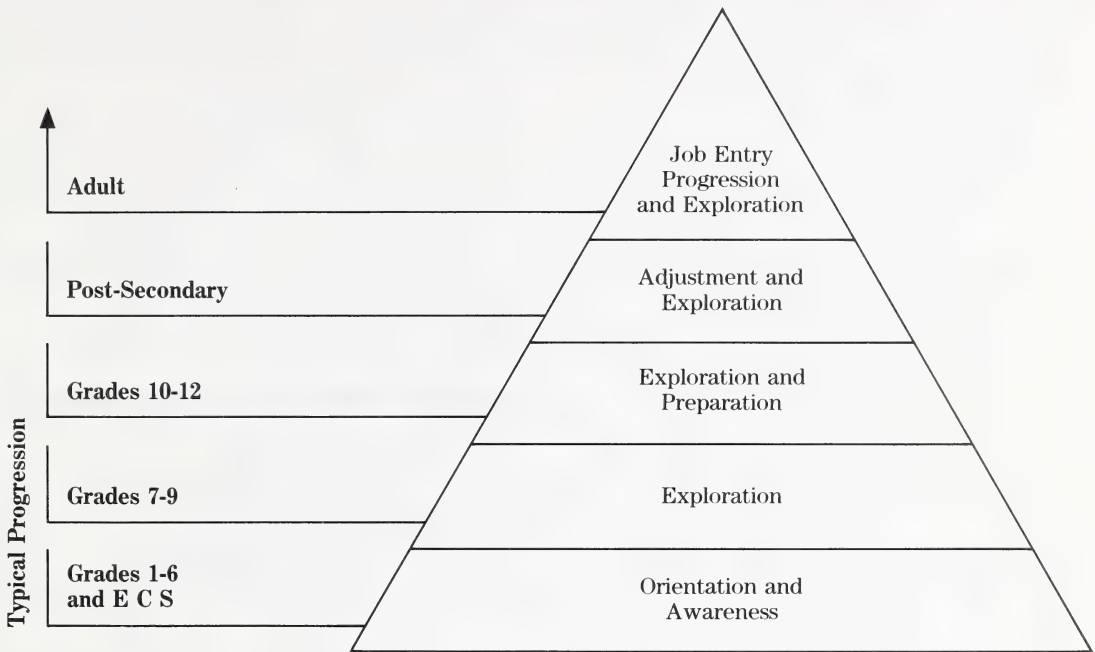 Adult
Job Entry
Progression
and Exploration
Post-Secondary
Adjustment and
Exploration
Grades 10-12
Exploration and
Preparation
Grades 7-9
Exploration
Grades 1-6
and E C S
Orientation and
Awareness
Typical Progression